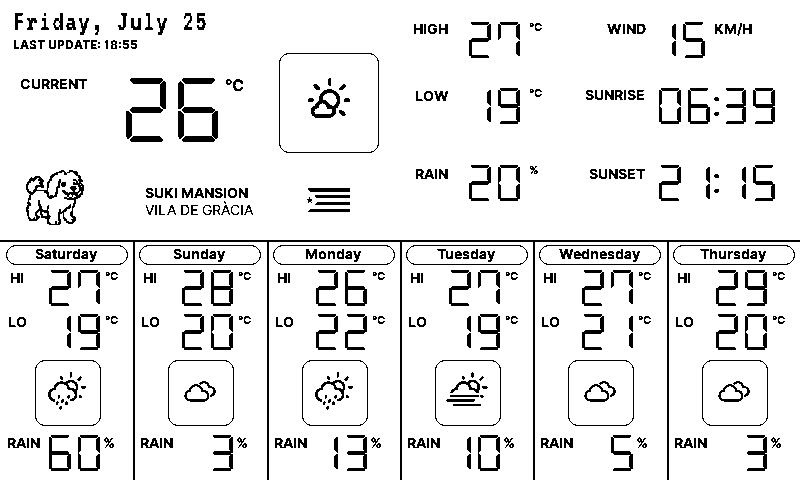 Friday, July 25
LAST UPDATE: 18:55
CURRENT 26 °C
HIGH 27 °C
WIND 15 KM/H
LOW 19 °C
SUNRISE 06:39
RAIN 20 %
SUNSET 21:15
SUKI MANSION
VILA DE GRÀCIA
Saturday
HI 27 °C
LO 19 °C
RAIN 60 %
Sunday
HI 28 °C
LO 20 °C
RAIN 3 %
Monday
HI 26 °C
LO 22 °C
RAIN 13 %
Tuesday
HI 27 °C
LO 19 °C
RAIN 10 %
Wednesday
HI 27 °C
LO 21 °C
RAIN 5 %
Thursday
HI 29 °C
LO 20 °C
RAIN 3 %